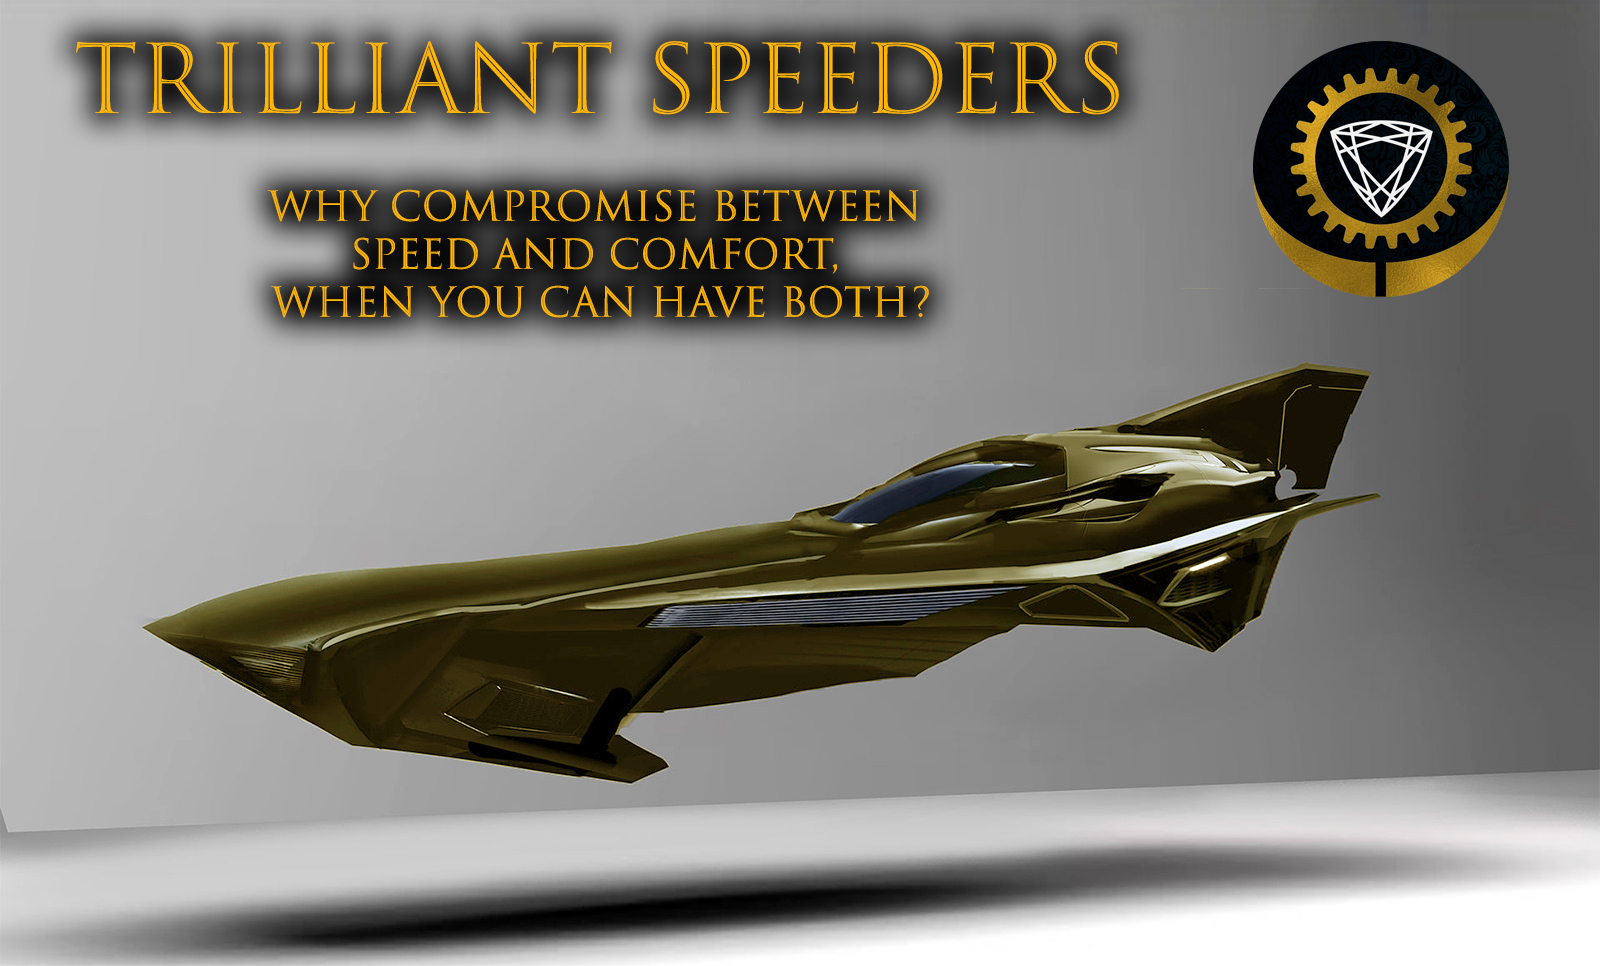 TRILLIANT SPEEDERS
WHY COMPROMISE BETWEEN
SPEED AND COMFORT,
WHEN YOU CAN HAVE BOTH?